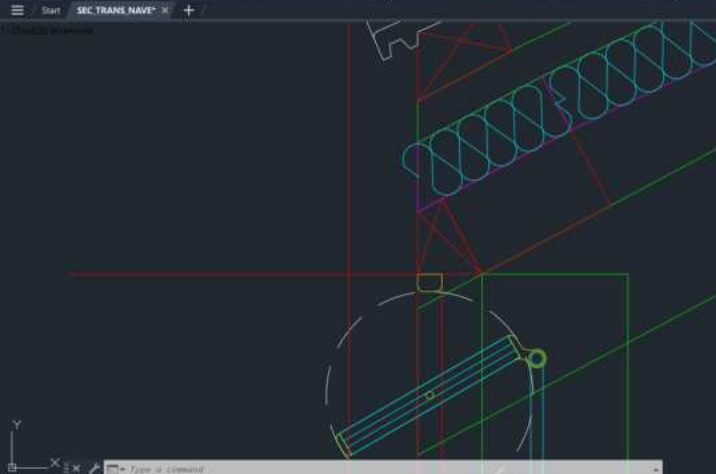 Start SEC_TRANS_NAVE*
Y
X
Type a command